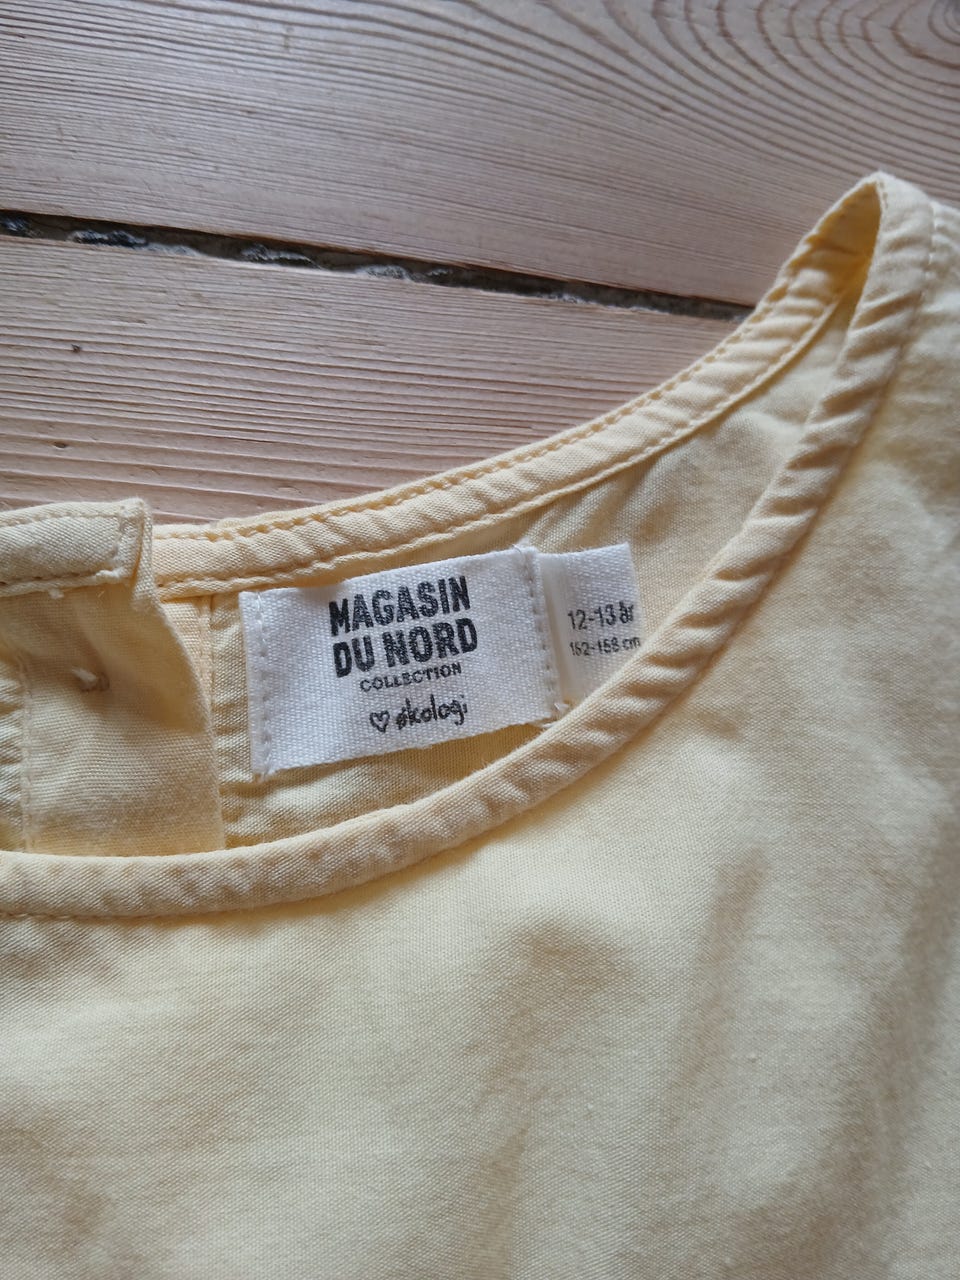 MAGASIN
DU NORD
COLLECTION
♡ økologi
12-13 år
152-158 cm